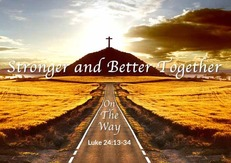 Stronger and Better Together
On
The
Way
Luke 24:13-34